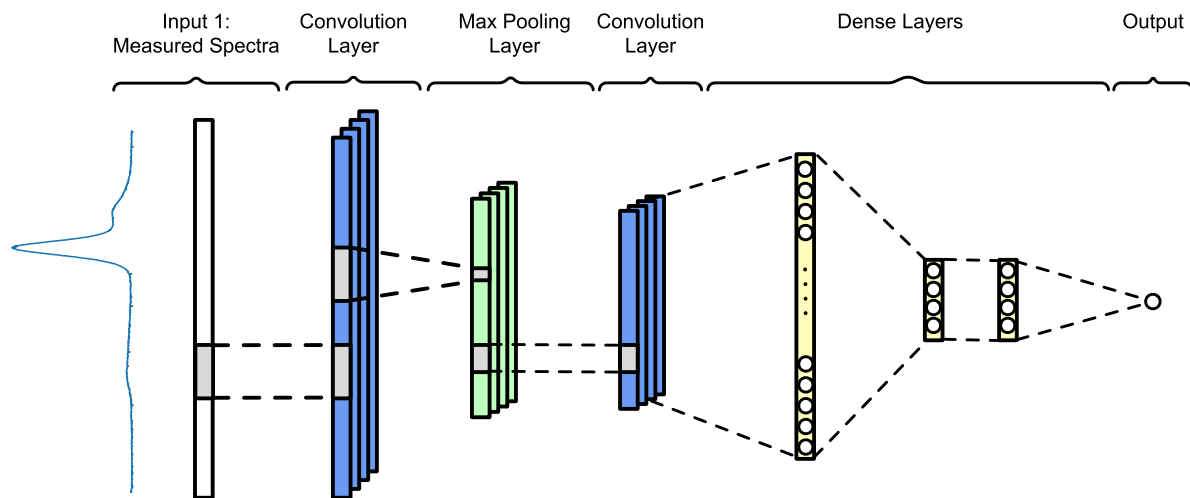 Input 1:
Measured Spectra
Convolution
Layer
Max Pooling
Layer
Convolution
Layer
Dense Layers
Output